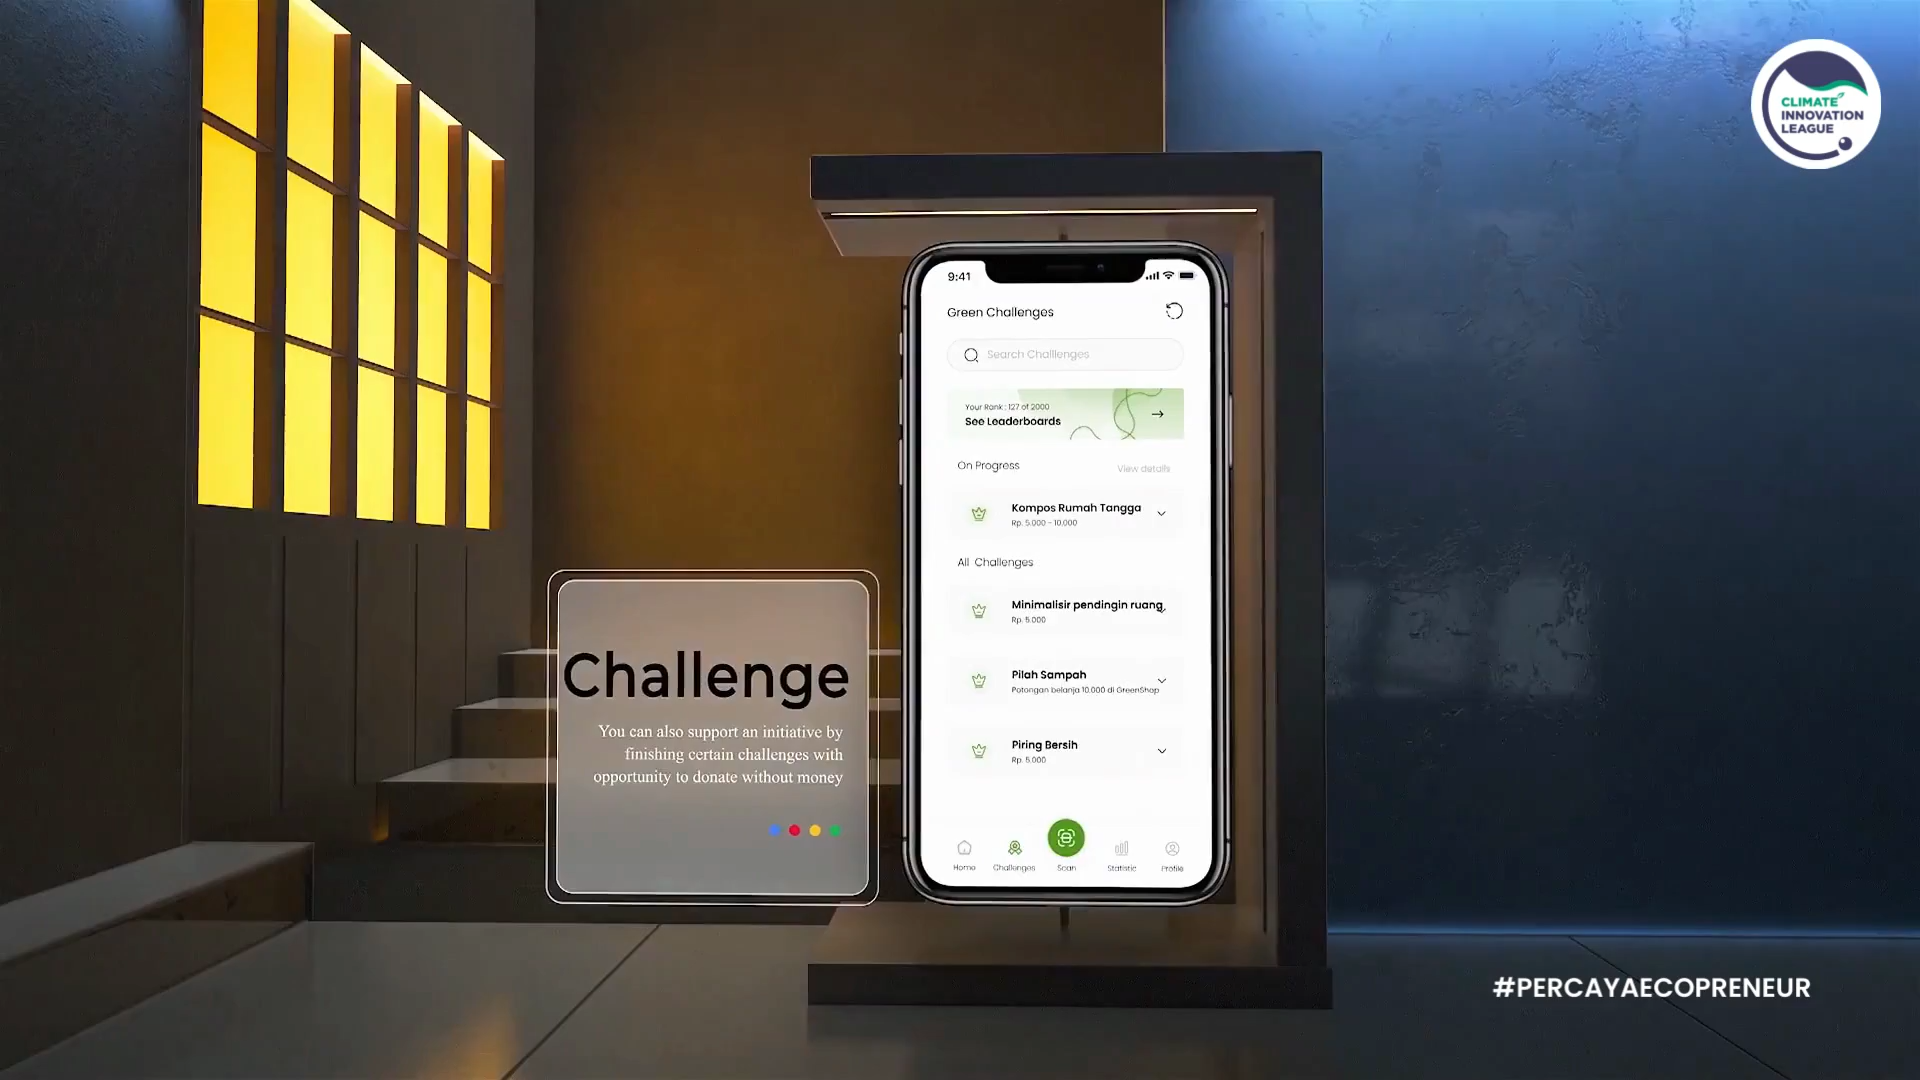 CLIMATE
INNOVATION
LEAGUE
9:41
Green Challenges
Search Challlenges
Your Rank : 127 of 2000
See Leaderboards
On Progress
View details
Kompos Rumah Tangga
Rp. 5.000 - 10.000
All Challenges
Minimalisir pendingin ruang
Rp. 5.000
Pilah Sampah
Potongan belanja 10.000 di GreenShop
Piring Bersih
Rp. 5.000
Home
Challenges
Scan
Statistic
Profile
Challenge
You can also support an initiative by
finishing certain challenges with
opportunity to donate without money
#PERCAYAECOPRENEUR